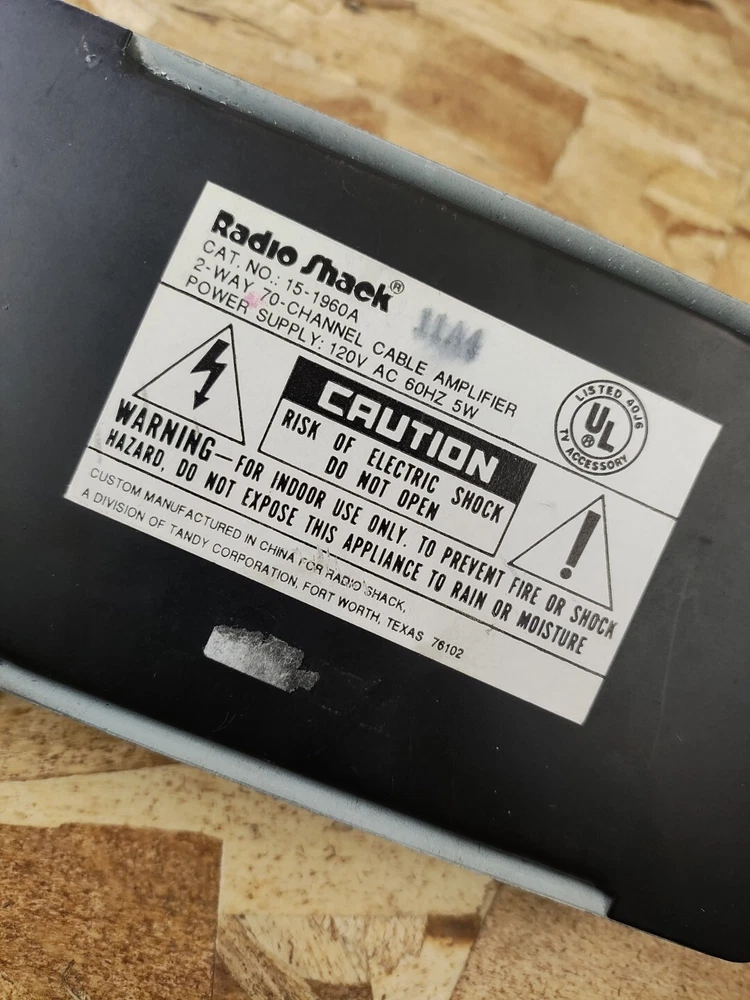 Radio Shack®
CAT. NO.: 15-1960A
2-WAY 70-CHANNEL CABLE AMPLIFIER
POWER SUPPLY: 120V AC 60HZ 5W
LISTED 40J6
UL
®
TV ACCESSORY
CAUTION
RISK OF ELECTRIC SHOCK
DO NOT OPEN
WARNING—FOR INDOOR USE ONLY. TO PREVENT FIRE OR SHOCK
HAZARD, DO NOT EXPOSE THIS APPLIANCE TO RAIN OR MOISTURE
CUSTOM MANUFACTURED IN CHINA FOR RADIO SHACK,
A DIVISION OF TANDY CORPORATION, FORT WORTH, TEXAS 76102